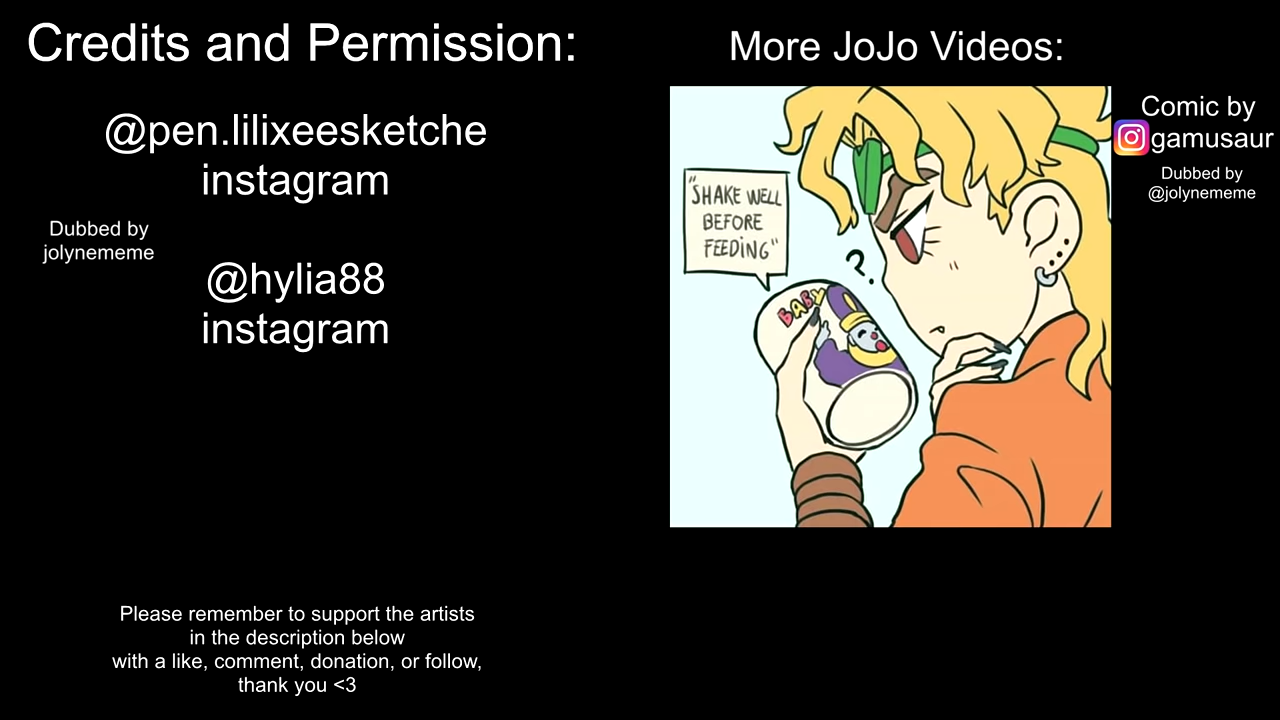 Credits and Permission:
@pen.lilixeesketche
instagram
Dubbed by
jolynememe
@hylia88
instagram
Please remember to support the artists
in the description below
with a like, comment, donation, or follow,
thank you <3
More JoJo Videos:
"SHAKE WELL
BEFORE
FEEDING"
?
BABY
Comic by
gamusaur
Dubbed by
@jolynememe